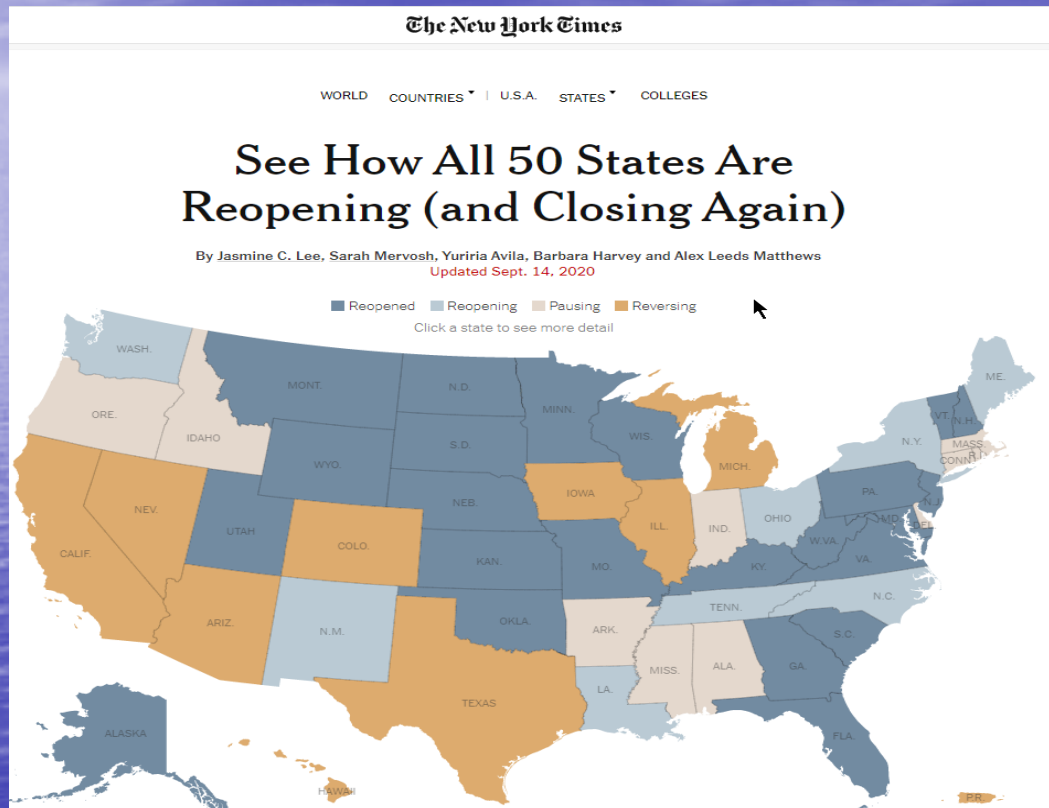 The New York Times
WORLD COUNTRIES | U.S.A. STATES COLLEGES
See How All 50 States Are
Reopening (and Closing Again)
By Jasmine C. Lee, Sarah Mervosh, Yuriria Avila, Barbara Harvey and Alex Leeds Matthews
Updated Sept. 14, 2020
Reopened Reopening Pausing Reversing
Click a state to see more detail
WASH.
ME.
MONT.
N.D.
ORE.
MINN.
VT.
N.H.
IDAHO
WIS.
N.Y.
MASS
S.D.
CONN
R.I.
WYO.
MICH.
IOWA
PA.
NEB.
N.J.
NEV.
OHIO
MD.
DEL.
ILL.
IND.
UTAH
W.VA.
COLO.
CALIF.
VA.
KAN.
MO.
KY.
N.C.
TENN.
ARIZ.
OKLA.
N.M.
ARK.
S.C.
MISS.
ALA.
GA.
LA.
TEXAS
ALASKA
FLA.
HAWAII
P.R.